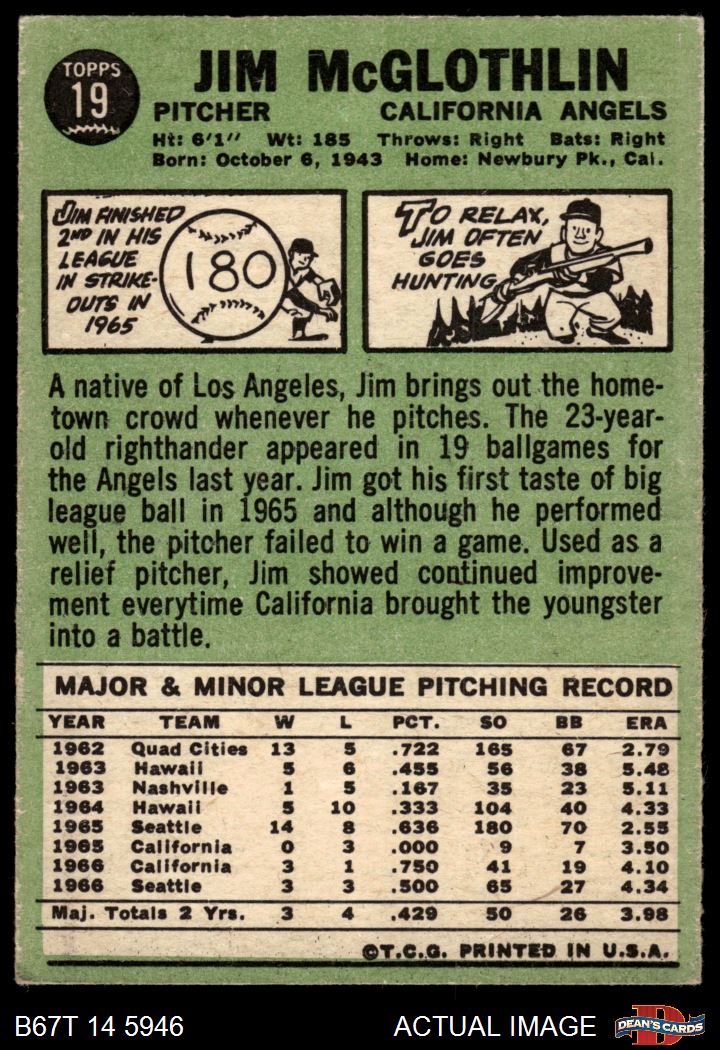 TOPPS
19
JIM McGLOTHLIN
PITCHER CALIFORNIA ANGELS
Ht: 6'1" Wt: 185 Throws: Right Bats: Right
Born: October 6, 1943 Home: Newbury Pk., Cal.
JIM FINISHED
2ND IN HIS
LEAGUE
IN STRIKE-
OUTS IN
1965
180
TO RELAX,
JIM OFTEN
GOES
HUNTING
A native of Los Angeles, Jim brings out the home-
town crowd whenever he pitches. The 23-year-
old righthander appeared in 19 ballgames for
the Angels last year. Jim got his first taste of big
league ball in 1965 and although he performed
well, the pitcher failed to win a game. Used as a
relief pitcher, Jim showed continued improve-
ment everytime California brought the youngster
into a battle.
MAJOR & MINOR LEAGUE PITCHING RECORD
YEAR TEAM W L PCT. SO BB ERA
1962 Quad Cities 13 5 .722 165 67 2.79
1963 Hawaii 5 6 .455 56 38 5.48
1963 Nashville 1 5 .167 35 23 5.11
1964 Hawaii 5 10 .333 104 40 4.33
1965 Seattle 14 8 .636 180 70 2.55
1965 California 0 3 .000 9 7 3.50
1966 California 3 1 .750 41 19 4.10
1966 Seattle 3 3 .500 65 27 4.34
Maj. Totals 2 Yrs. 3 4 .429 50 26 3.98
©T.C.G. PRINTED IN U.S.A.
B67T 14 5946 ACTUAL IMAGE DEAN'S CARDS